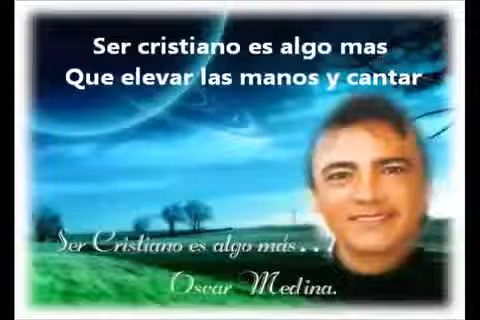 Ser cristiano es algo mas
Que elevar las manos y cantar
Ser Cristiano es algo más...
Oscar Medina.